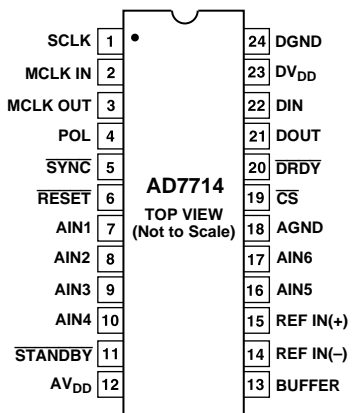 SCLK 1 24 DGND
MCLK IN 2 23 DVDD
MCLK OUT 3 22 DIN
POL 4 21 DOUT
SYNC 5 20 DRDY
RESET 6 19 CS
AD7714
TOP VIEW
(Not to Scale)
AIN1 7 18 AGND
AIN2 8 17 AIN6
AIN3 9 16 AIN5
AIN4 10 15 REF IN(+)
STANDBY 11 14 REF IN(–)
AVDD 12 13 BUFFER